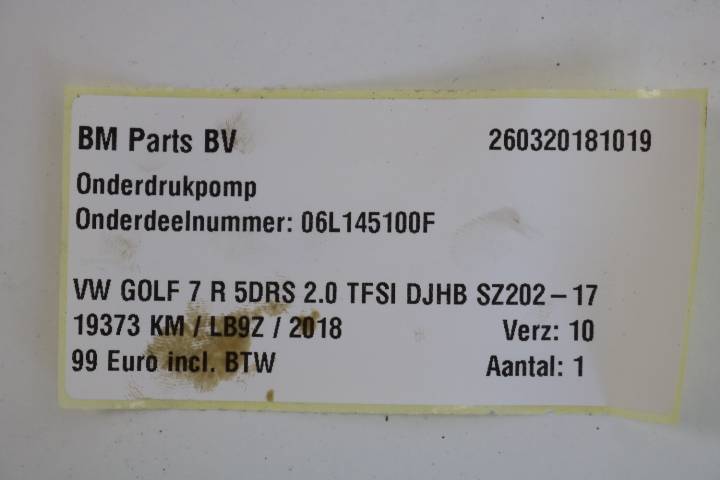 BM Parts BV 260320181019
Onderdrukpomp
Onderdeelnummer: 06L145100F
VW GOLF 7 R 5DRS 2.0 TFSI DJHB SZ202-17
19373 KM / LB9Z / 2018 Verz: 10
99 Euro incl. BTW Aantal: 1